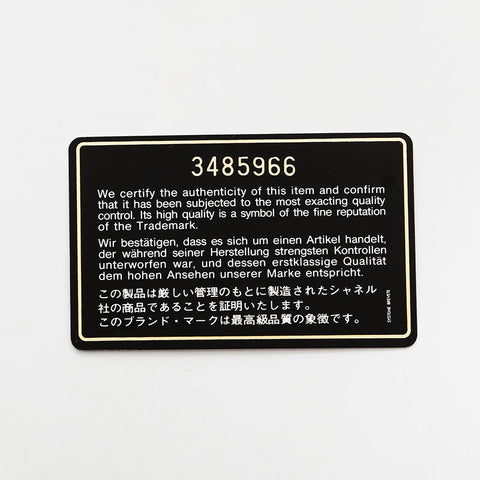 3485966
We certify the authenticity of this item and confirm
that it has been subjected to the most exacting quality
control. Its high quality is a symbol of the fine reputation
of the Trademark.
Wir bestätigen, dass es sich um einen Artikel handelt,
der während seiner Herstellung strengsten Kontrollen
unterworfen war, und dessen erstklassige Qualität
dem hohen Ansehen unserer Marke entspricht.
この製品は厳しい管理のもとに製造されたシャネル
社の商品であることを証明いたします。
このブランド・マークは最高級品質の象徴です。